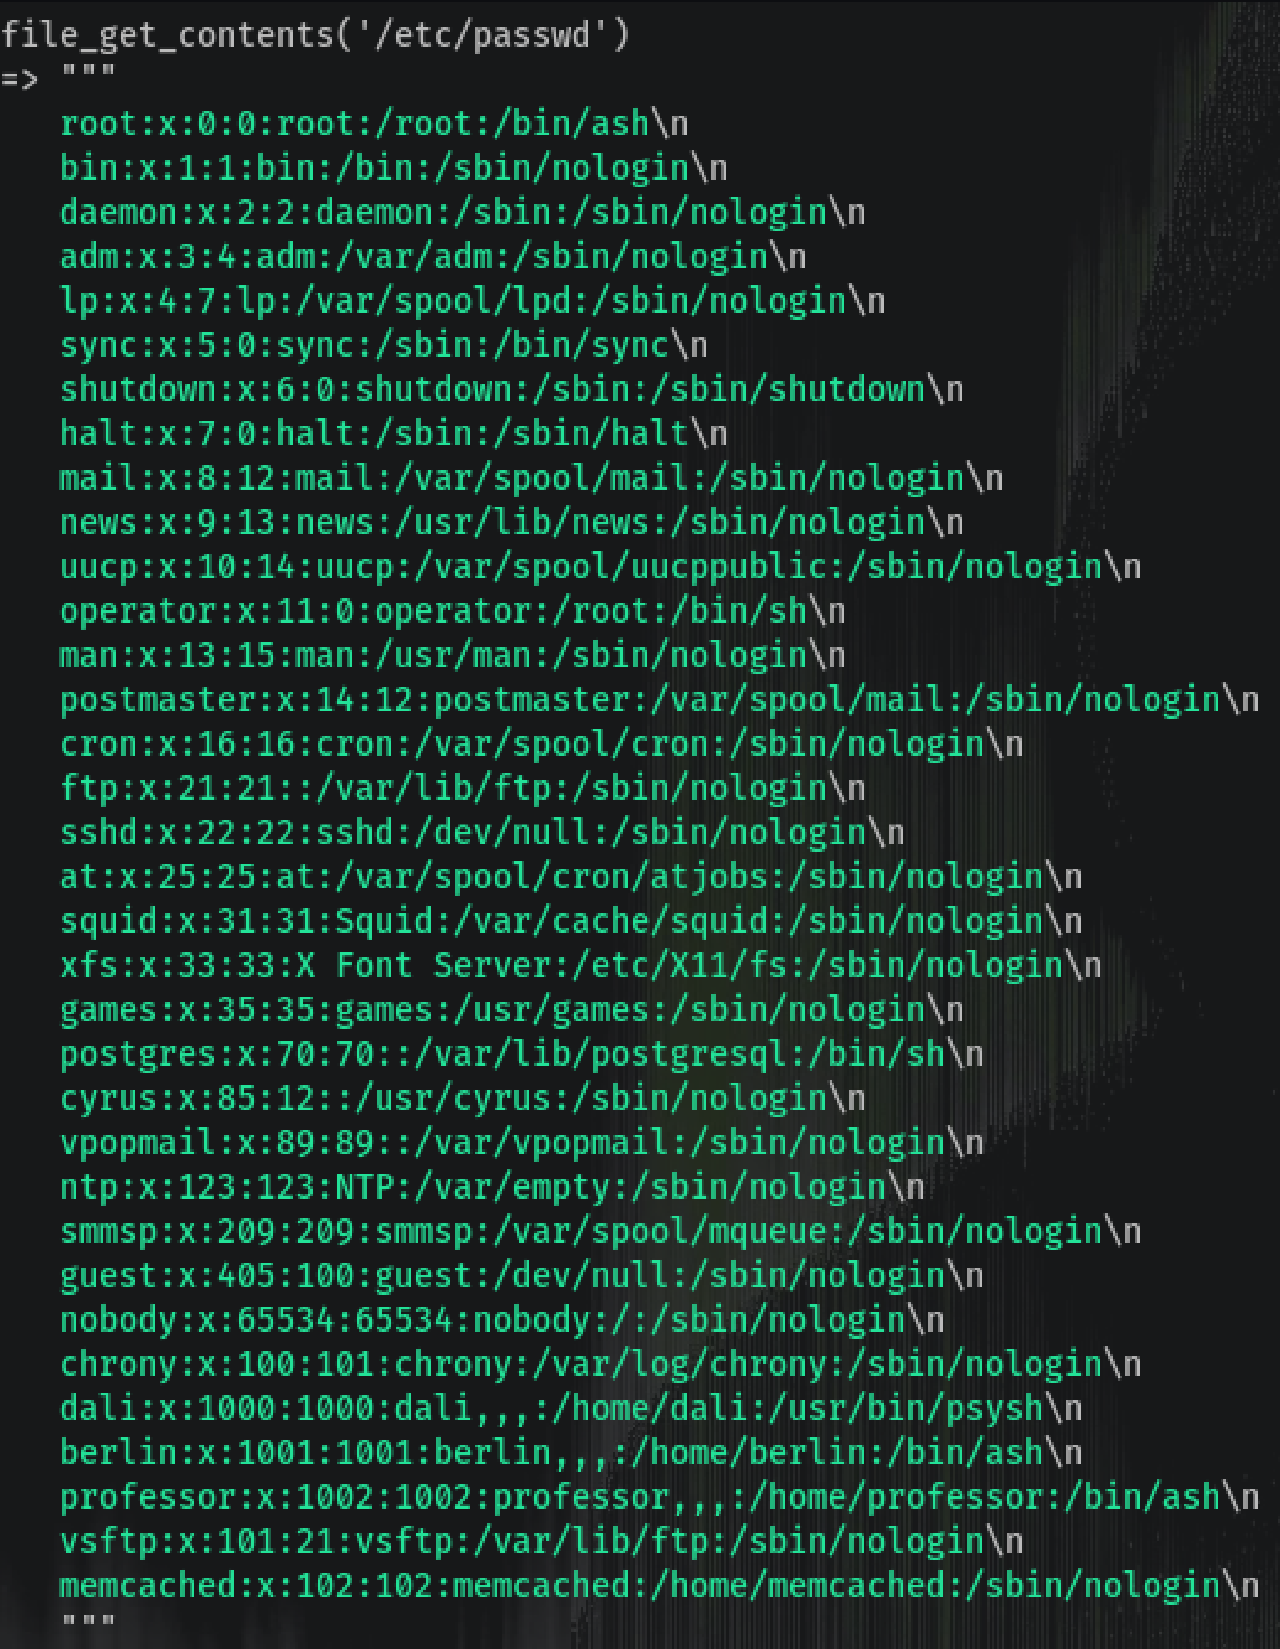 file_get_contents('/etc/passwd')
=> """
root:x:0:0:root:/root:/bin/ash\n
bin:x:1:1:bin:/bin:/sbin/nologin\n
daemon:x:2:2:daemon:/sbin:/sbin/nologin\n
adm:x:3:4:adm:/var/adm:/sbin/nologin\n
lp:x:4:7:lp:/var/spool/lpd:/sbin/nologin\n
sync:x:5:0:sync:/sbin:/bin/sync\n
shutdown:x:6:0:shutdown:/sbin:/sbin/shutdown\n
halt:x:7:0:halt:/sbin:/sbin/halt\n
mail:x:8:12:mail:/var/spool/mail:/sbin/nologin\n
news:x:9:13:news:/usr/lib/news:/sbin/nologin\n
uucp:x:10:14:uucp:/var/spool/uucppublic:/sbin/nologin\n
operator:x:11:0:operator:/root:/bin/sh\n
man:x:13:15:man:/usr/man:/sbin/nologin\n
postmaster:x:14:12:postmaster:/var/spool/mail:/sbin/nologin\n
cron:x:16:16:cron:/var/spool/cron:/sbin/nologin\n
ftp:x:21:21::/var/lib/ftp:/sbin/nologin\n
sshd:x:22:22:sshd:/dev/null:/sbin/nologin\n
at:x:25:25:at:/var/spool/cron/atjobs:/sbin/nologin\n
squid:x:31:31:Squid:/var/cache/squid:/sbin/nologin\n
xfs:x:33:33:X Font Server:/etc/X11/fs:/sbin/nologin\n
games:x:35:35:games:/usr/games:/sbin/nologin\n
postgres:x:70:70::/var/lib/postgresql:/bin/sh\n
cyrus:x:85:12::/usr/cyrus:/sbin/nologin\n
vpopmail:x:89:89::/var/vpopmail:/sbin/nologin\n
ntp:x:123:123:NTP:/var/empty:/sbin/nologin\n
smmsp:x:209:209:smmsp:/var/spool/mqueue:/sbin/nologin\n
guest:x:405:100:guest:/dev/null:/sbin/nologin\n
nobody:x:65534:65534:nobody:/:/sbin/nologin\n
chrony:x:100:101:chrony:/var/log/chrony:/sbin/nologin\n
dali:x:1000:1000:dali,,,:/home/dali:/usr/bin/psysh\n
berlin:x:1001:1001:berlin,,,:/home/berlin:/bin/ash\n
professor:x:1002:1002:professor,,,:/home/professor:/bin/ash\n
vsftp:x:101:21:vsftp:/var/lib/ftp:/sbin/nologin\n
memcached:x:102:102:memcached:/home/memcached:/sbin/nologin\n
"""